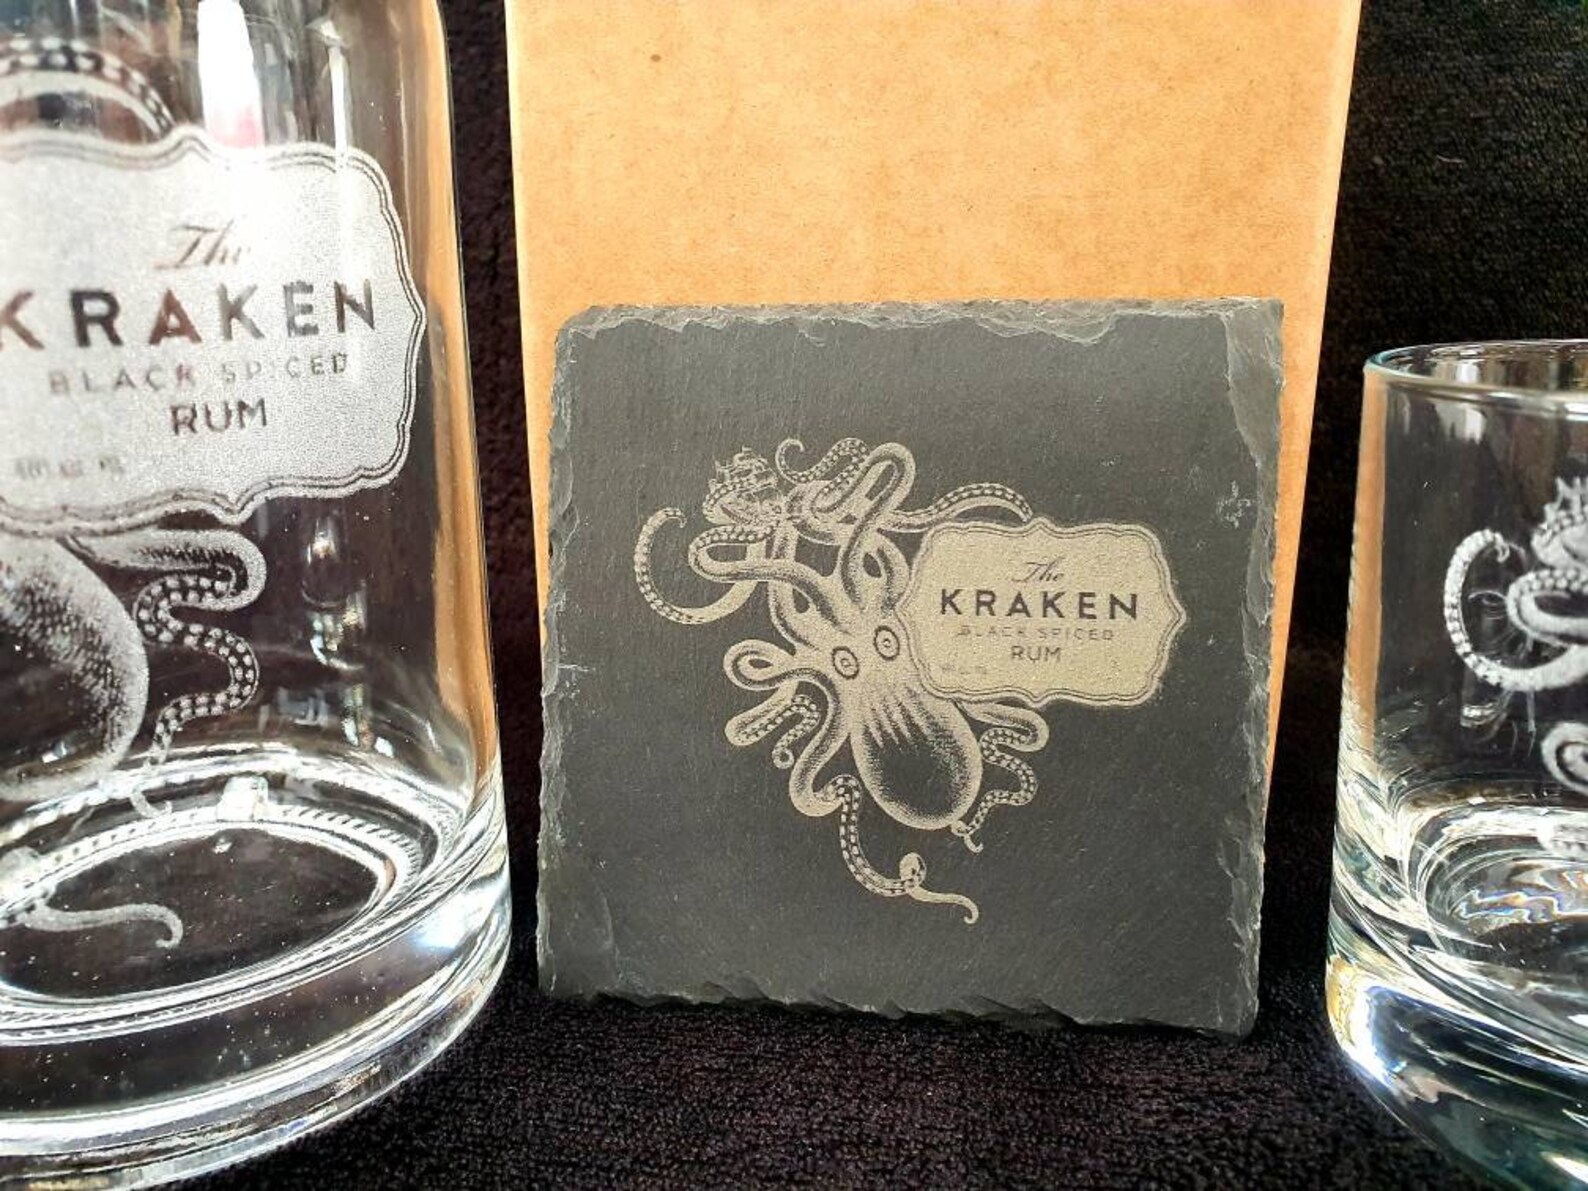 The
KRAKEN
BLACK SPICED
RUM
The
KRAKEN
BLACK SPICED
RUM